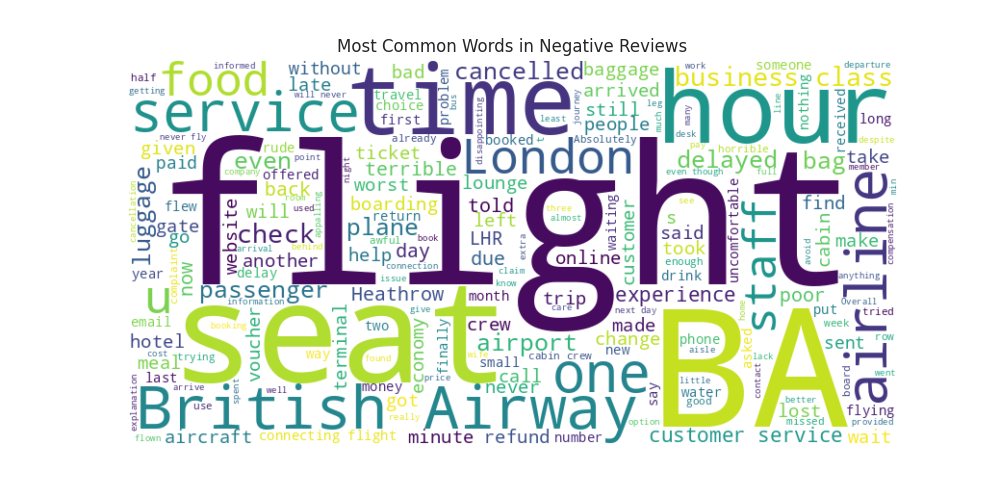 Most Common Words in Negative Reviews
half
informed
getting
food
will never
without
late
time
bad
travel
choice
first
problem
bus
cancelled
disappointing
journey
least
baggage
arrived
still
people
leg
much
hour
work
departure
someone
business class
many
desk
line
nothing
received
long
service
never fly
given
paid
even
rude
company
point
offered
already
ticket
terrible
worst
booked
Absolutely
t
London
pay
horrible
delayed
even though
full
bag
despite
take
member
luggage
cancellation
flew
gate
go
now
year
website
back
will
room
used
night
appalling
check
another
delay
arrival
behind
complaint
flight
boarding
return
plane
awful
book
help
day
connection
issue
lounge
told
left
LHR
due
extra
claim
know
three
almost
online
waiting
customer
s
said
took
enough
drink
see
uncomfortable
staff
find
cabin
make
avoid
anything
airline
min
compensation
u
passenger
information
Heathrow
month
give
trip
care
next day
experience
home
poor
put
Overall
tried
email
hotel
meal
trying
cost
last
arrive
use
explanation
booking
voucher
way
spent
seat
terminal
two
found
money
well
economy
got
really
finally
wife
price
crew
airport
small
cabin crew
call
never
made
change
new
say
one
option
BA
phone
aisle
little
water
good
asked
lack
contact
week
sent
row
went
board
better
lost
missed
flying
provided
British Airway
flown
aircraft
connecting flight
minute
refund
number
customer service
wait